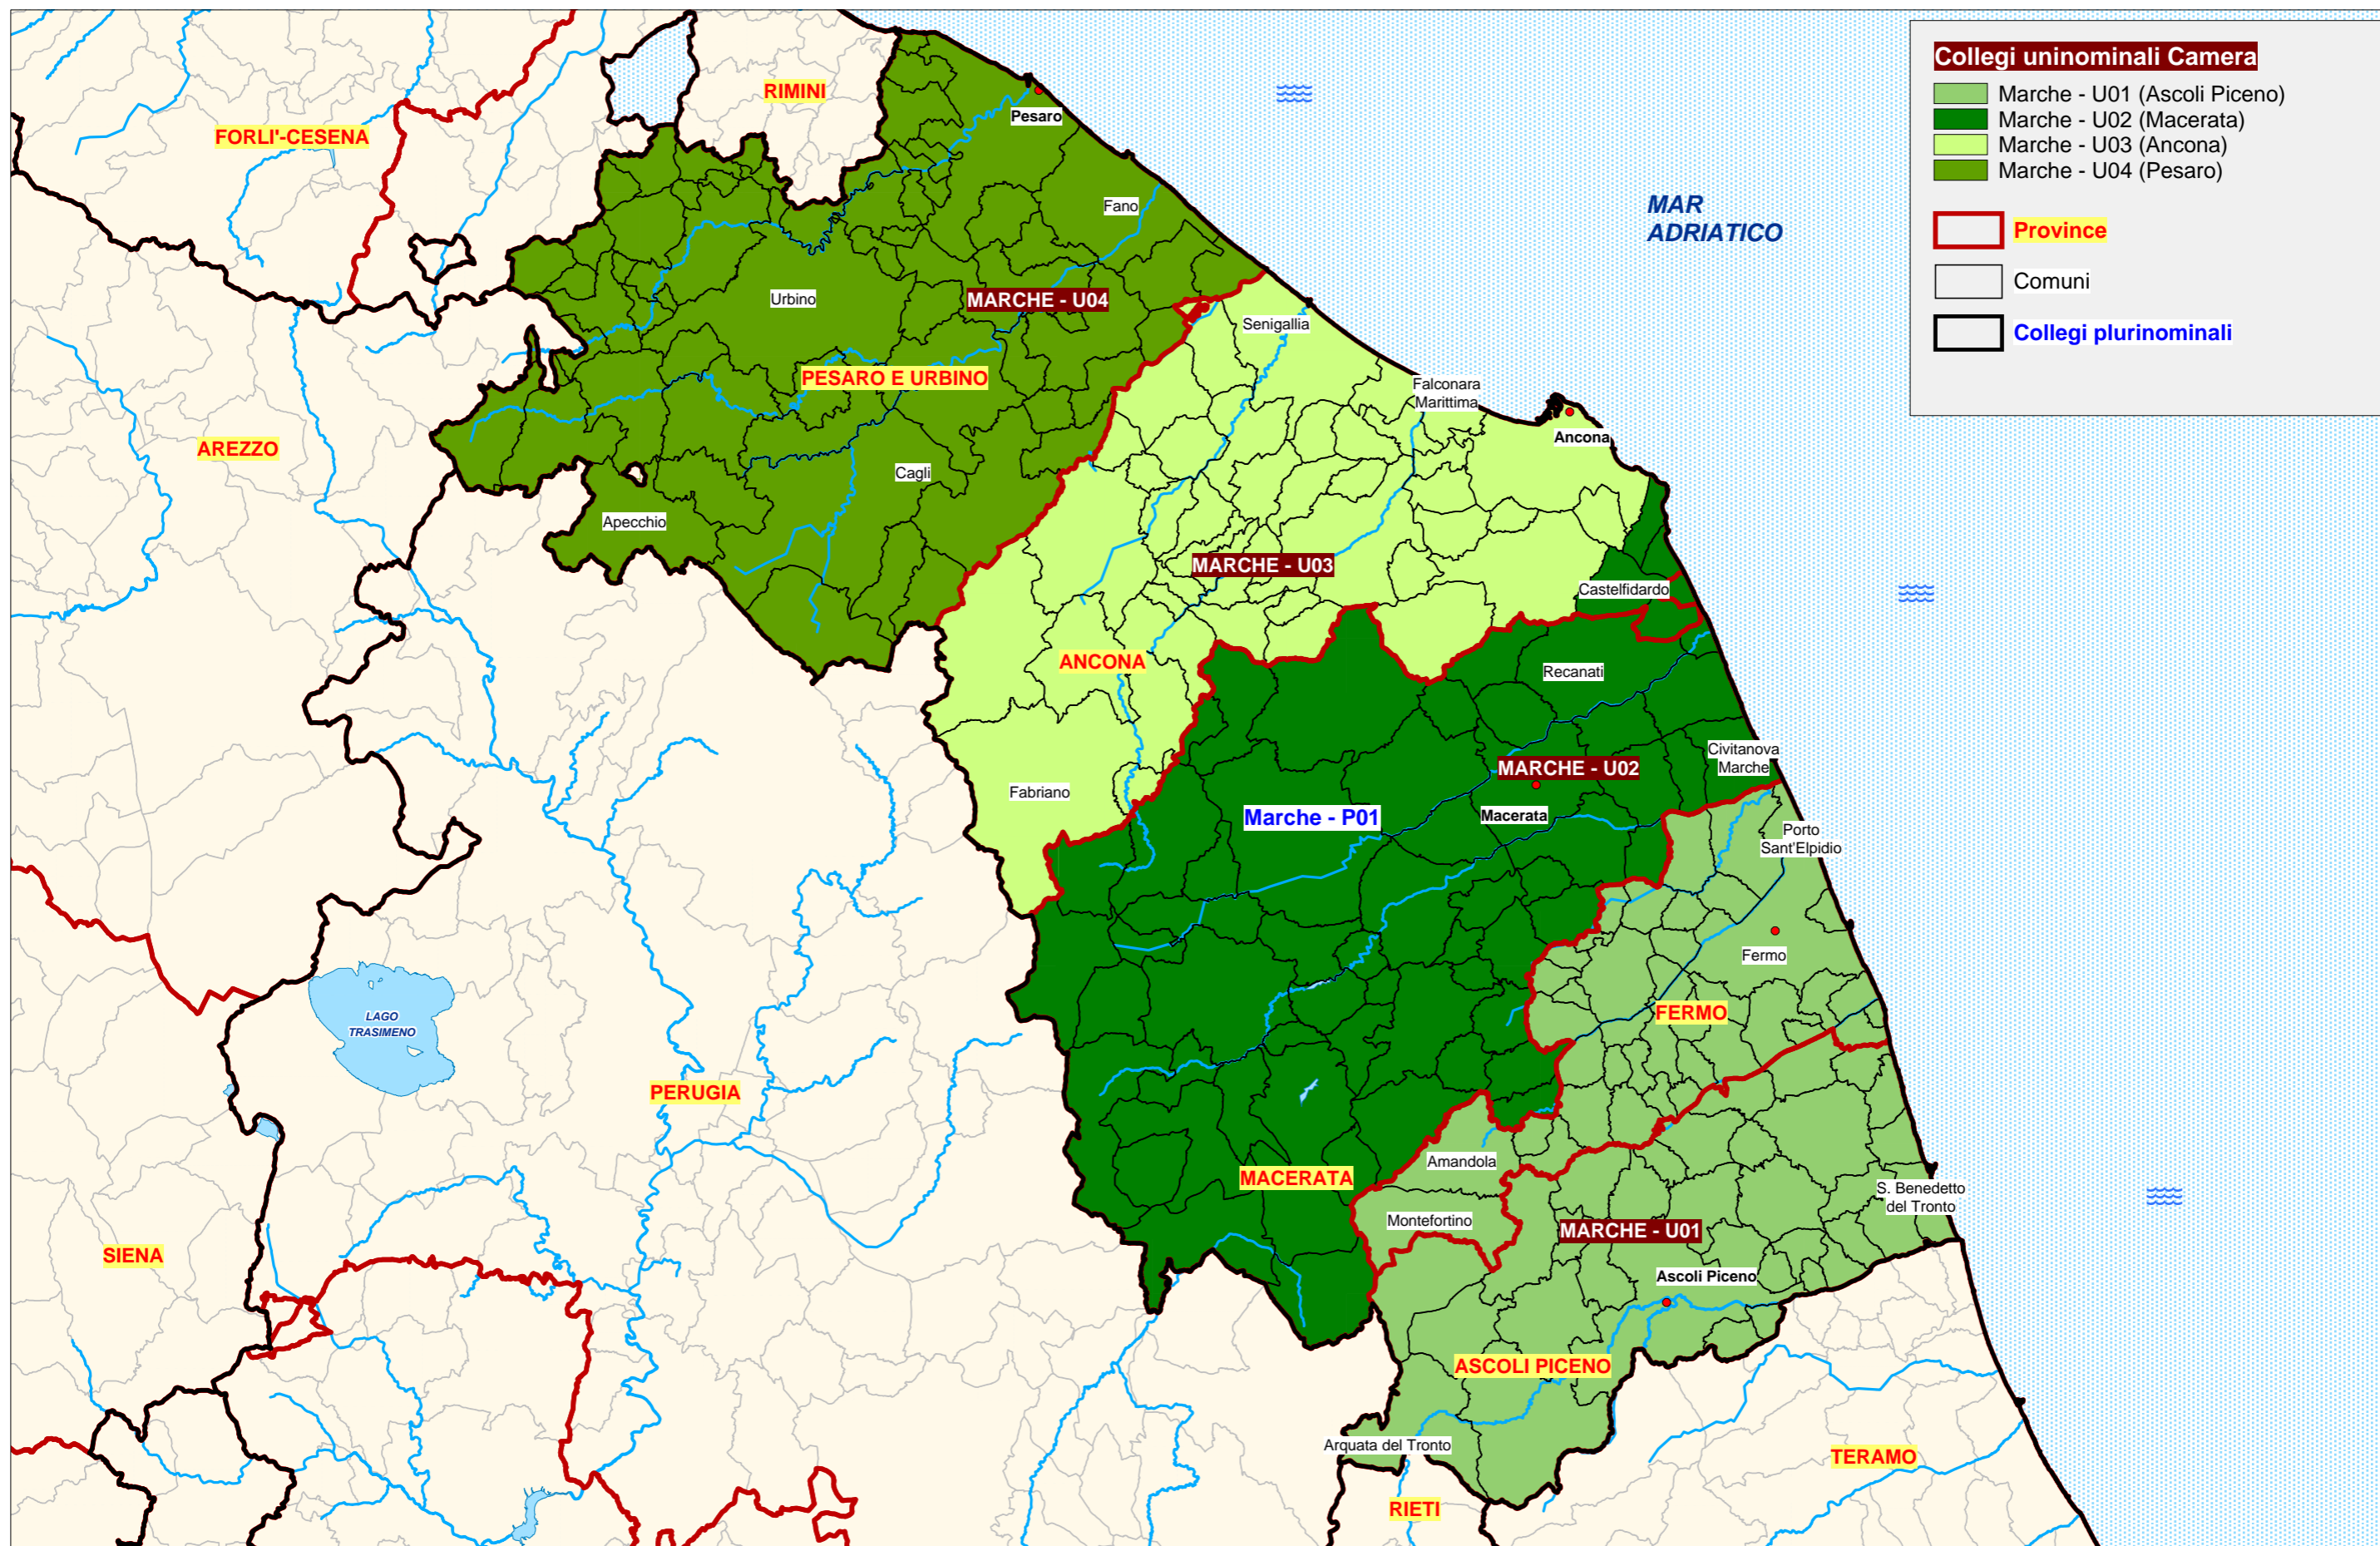 Collegi uninominali Camera
Marche - U01 (Ascoli Piceno)
Marche - U02 (Macerata)
Marche - U03 (Ancona)
Marche - U04 (Pesaro)
Province
Comuni
Collegi plurinominali
RIMINI
FORLI'-CESENA
Pesaro
MAR
ADRIATICO
Fano
Urbino
MARCHE - U04
Senigallia
PESARO E URBINO
Falconara
Marittima
Ancona
AREZZO
Cagli
Apecchio
MARCHE - U03
Castelfidardo
ANCONA
Recanati
Civitanova
Marche
MARCHE - U02
Fabriano
Marche - P01
Macerata
Porto
Sant'Elpidio
Fermo
LAGO
TRASIMENO
FERMO
PERUGIA
Amandola
MACERATA
S. Benedetto
del Tronto
Montefortino
MARCHE - U01
SIENA
Ascoli Piceno
ASCOLI PICENO
Arquata del Tronto
TERAMO
RIETI